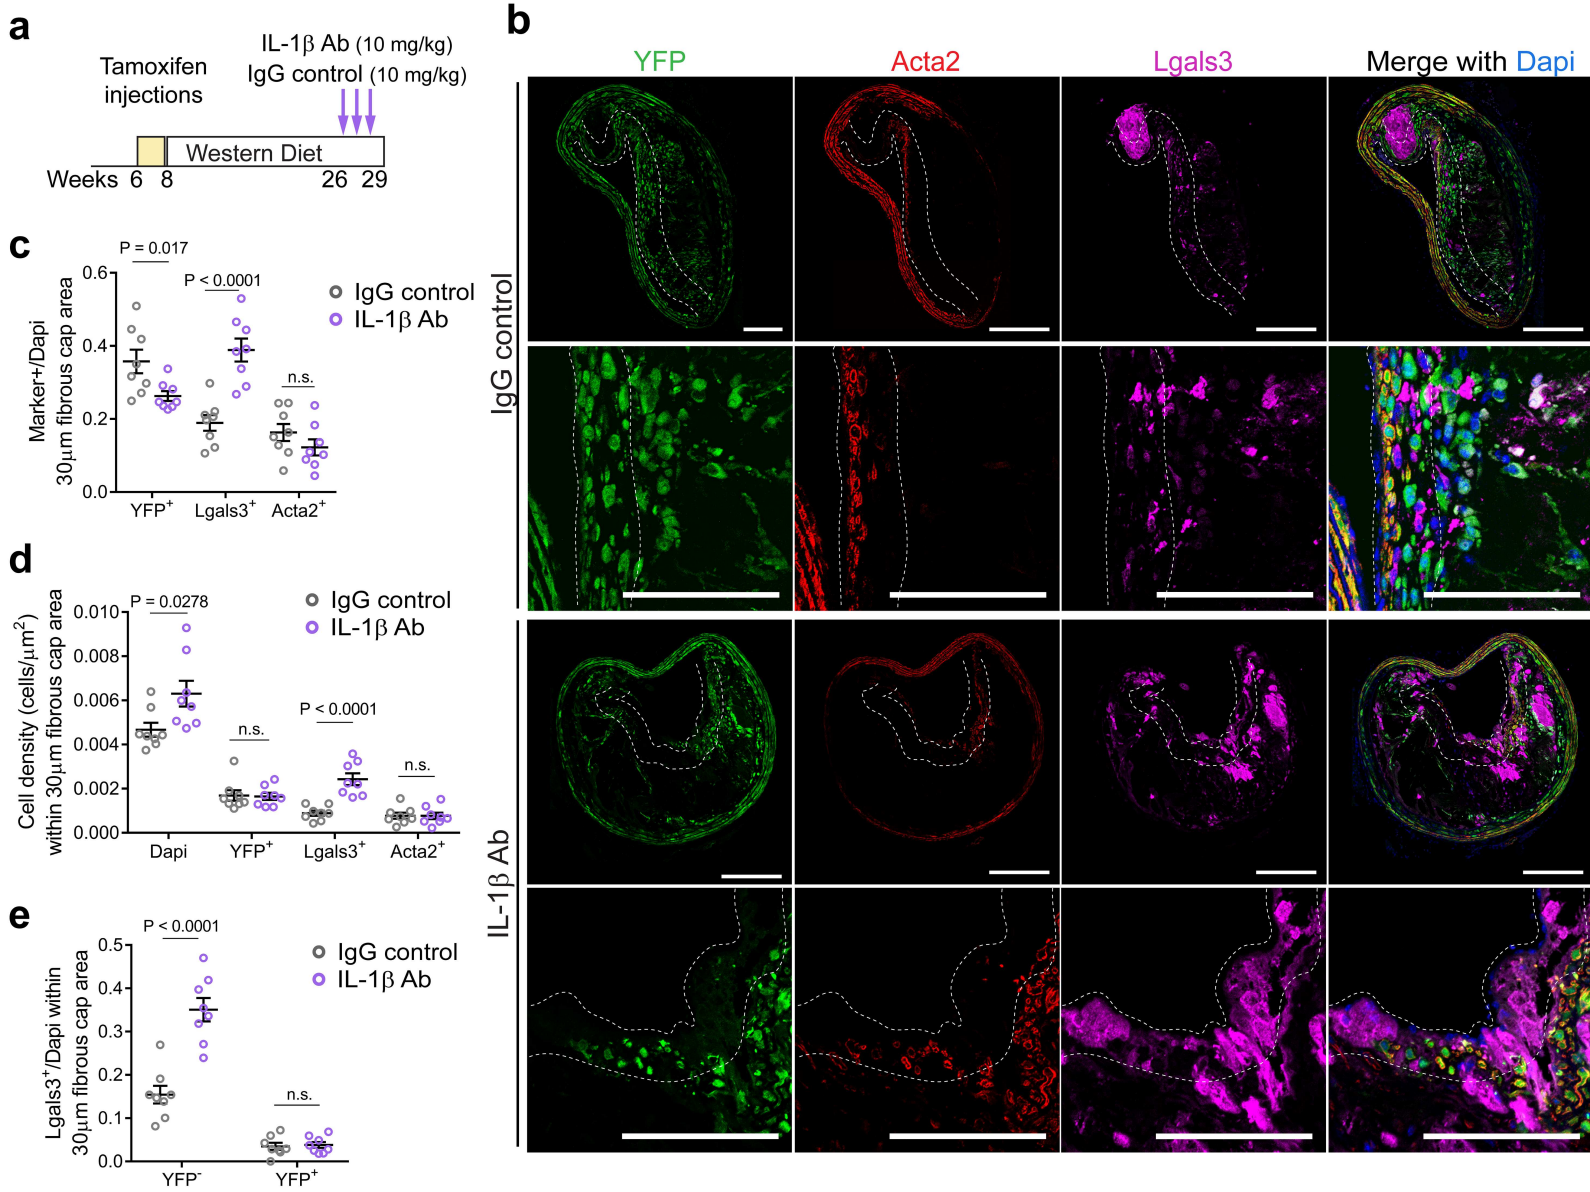 a
IL-1β Ab (10 mg/kg)
IgG control (10 mg/kg)
Tamoxifen
injections
Western Diet
Weeks 6 8 26 29
b
YFP Acta2 Lgals3 Merge with Dapi
IgG control
IL-1β Ab
c
P = 0.017
P < 0.0001
n.s.
IgG control
IL-1β Ab
Marker+/Dapi
30μm fibrous cap area
0.6
0.4
0.2
0.0
YFP+ Lgals3+ Acta2+
d
P = 0.0278
n.s.
P < 0.0001
n.s.
IgG control
IL-1β Ab
Cell density (cells/μm2)
within 30μm fibrous cap area
0.010
0.008
0.006
0.004
0.002
0.000
Dapi YFP+ Lgals3+ Acta2+
e
P < 0.0001
n.s.
IgG control
IL-1β Ab
Lgals3+/Dapi within
30μm fibrous cap area
0.5
0.4
0.3
0.2
0.1
0.0
YFP- YFP+